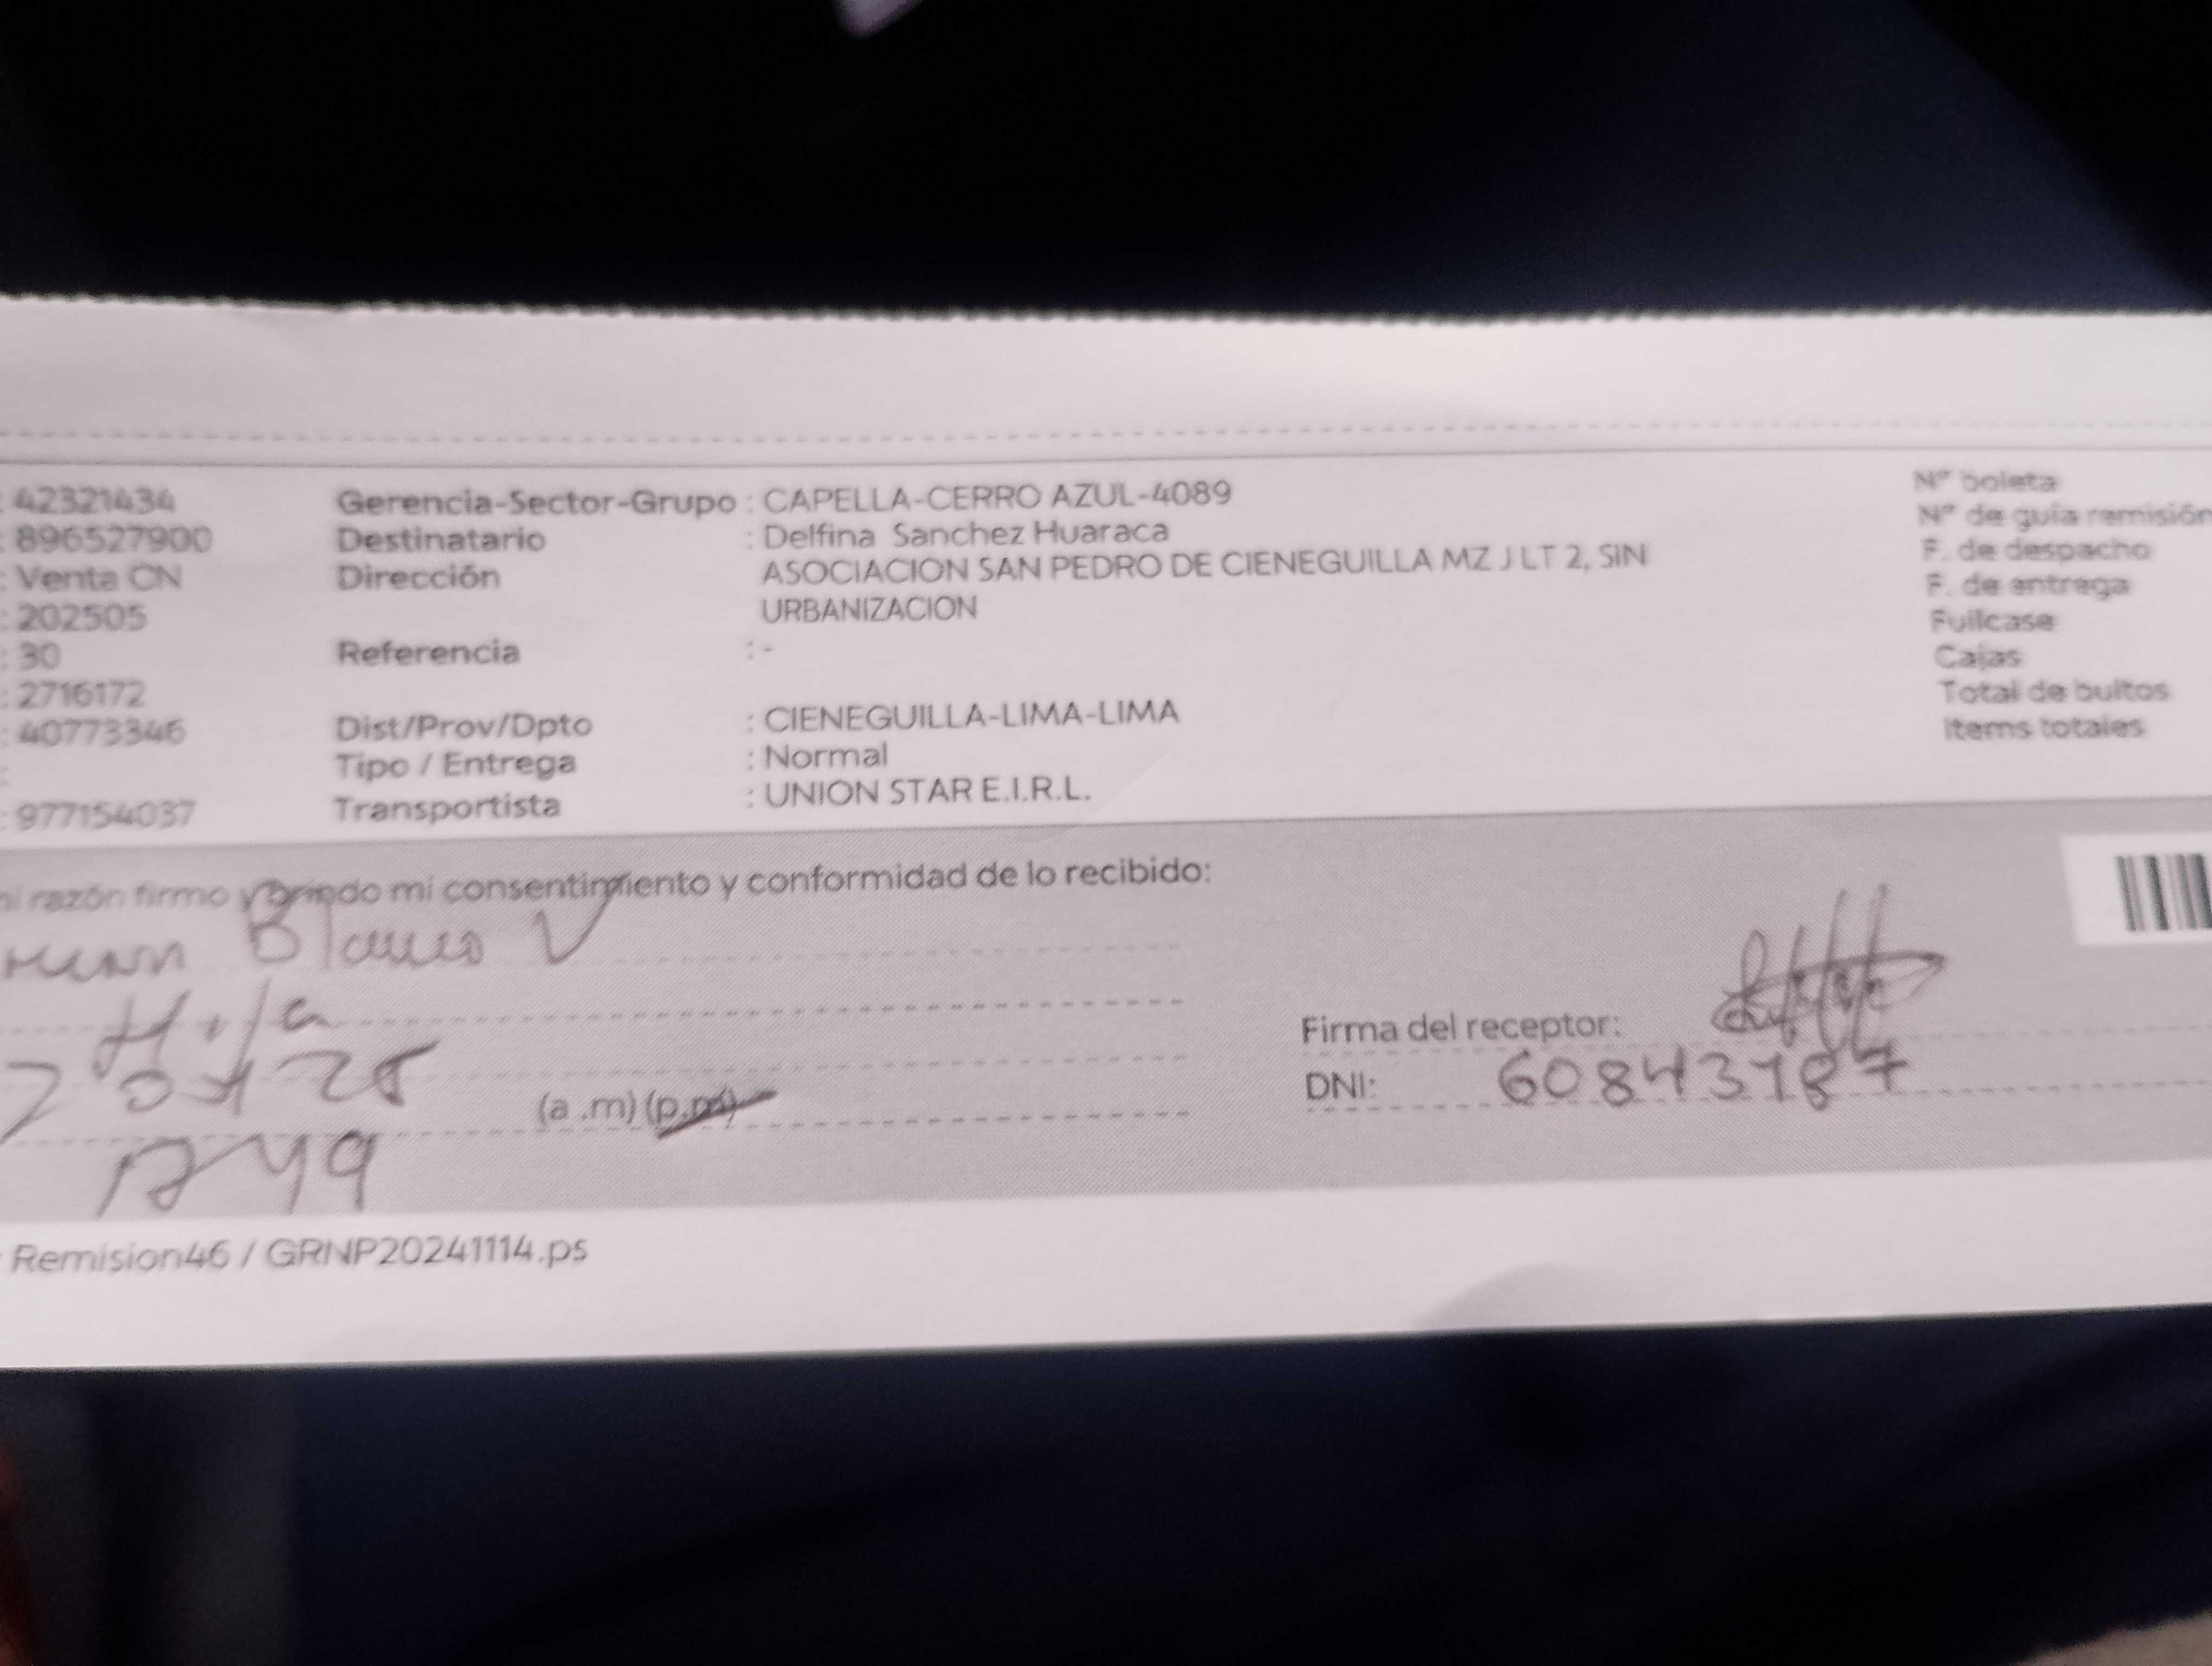 : 42321434 Gerencia-Sector-Grupo : CAPELLA-CERRO AZUL-4089 N° boleta
: 896527900 Destinatario : Delfina Sanchez Huaraca N° de guia remisión
: Venta CN Dirección ASOCIACION SAN PEDRO DE CIENEGUILLA MZ J LT 2, SIN F. de despacho
: 202505 URBANIZACION F. de entrega
: 30 Referencia : - Fullcase
: 2716172 Cajas
: 40773346 Dist/Prov/Dpto : CIENEGUILLA-LIMA-LIMA Total de bultos
: Tipo / Entrega : Normal Items totales
: 977154037 Transportista : UNION STAR E.I.R.L.
mi razón firmo y brindo mi consentimiento y conformidad de lo recibido:
Blanco V
Hija
Firma del receptor:
(a .m) (p.m) DNI: 60843187
49
Remision46 / GRNP20241114.ps